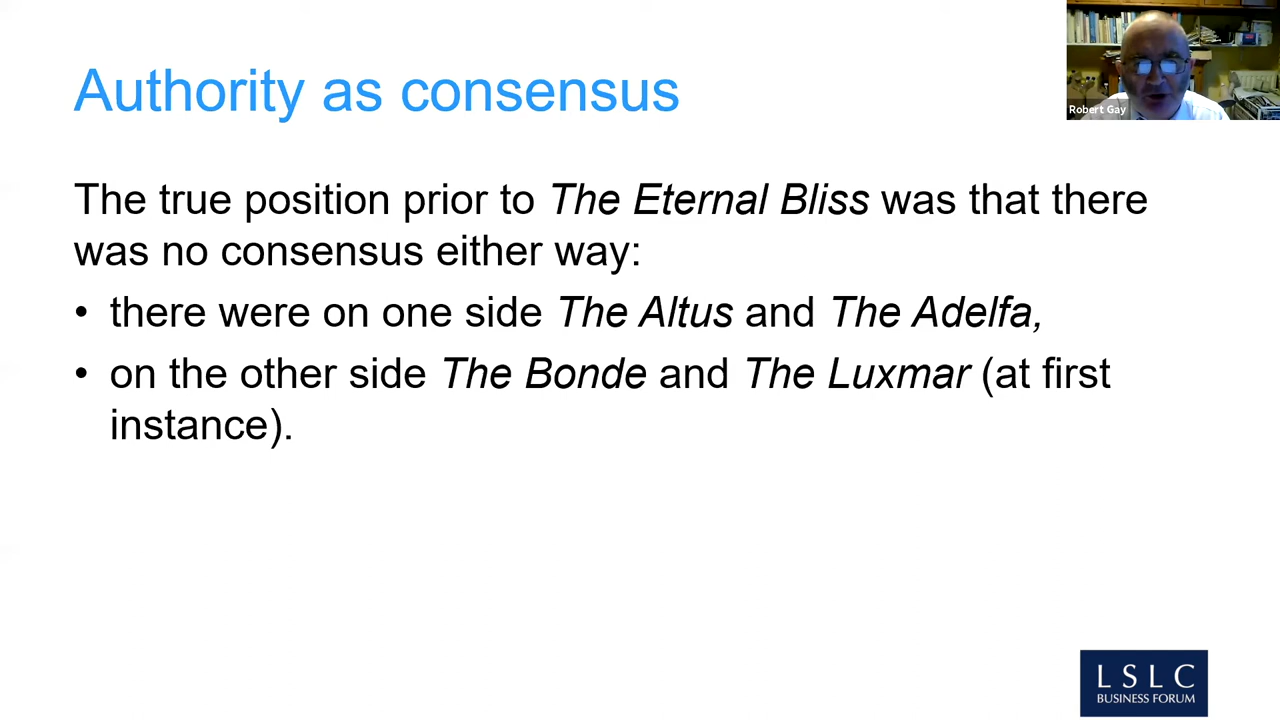 Authority as consensus
Robert Gay
The true position prior to The Eternal Bliss was that there
was no consensus either way:
• there were on one side The Altus and The Adelfa,
• on the other side The Bonde and The Luxmar (at first
instance).
LSLC
BUSINESS FORUM